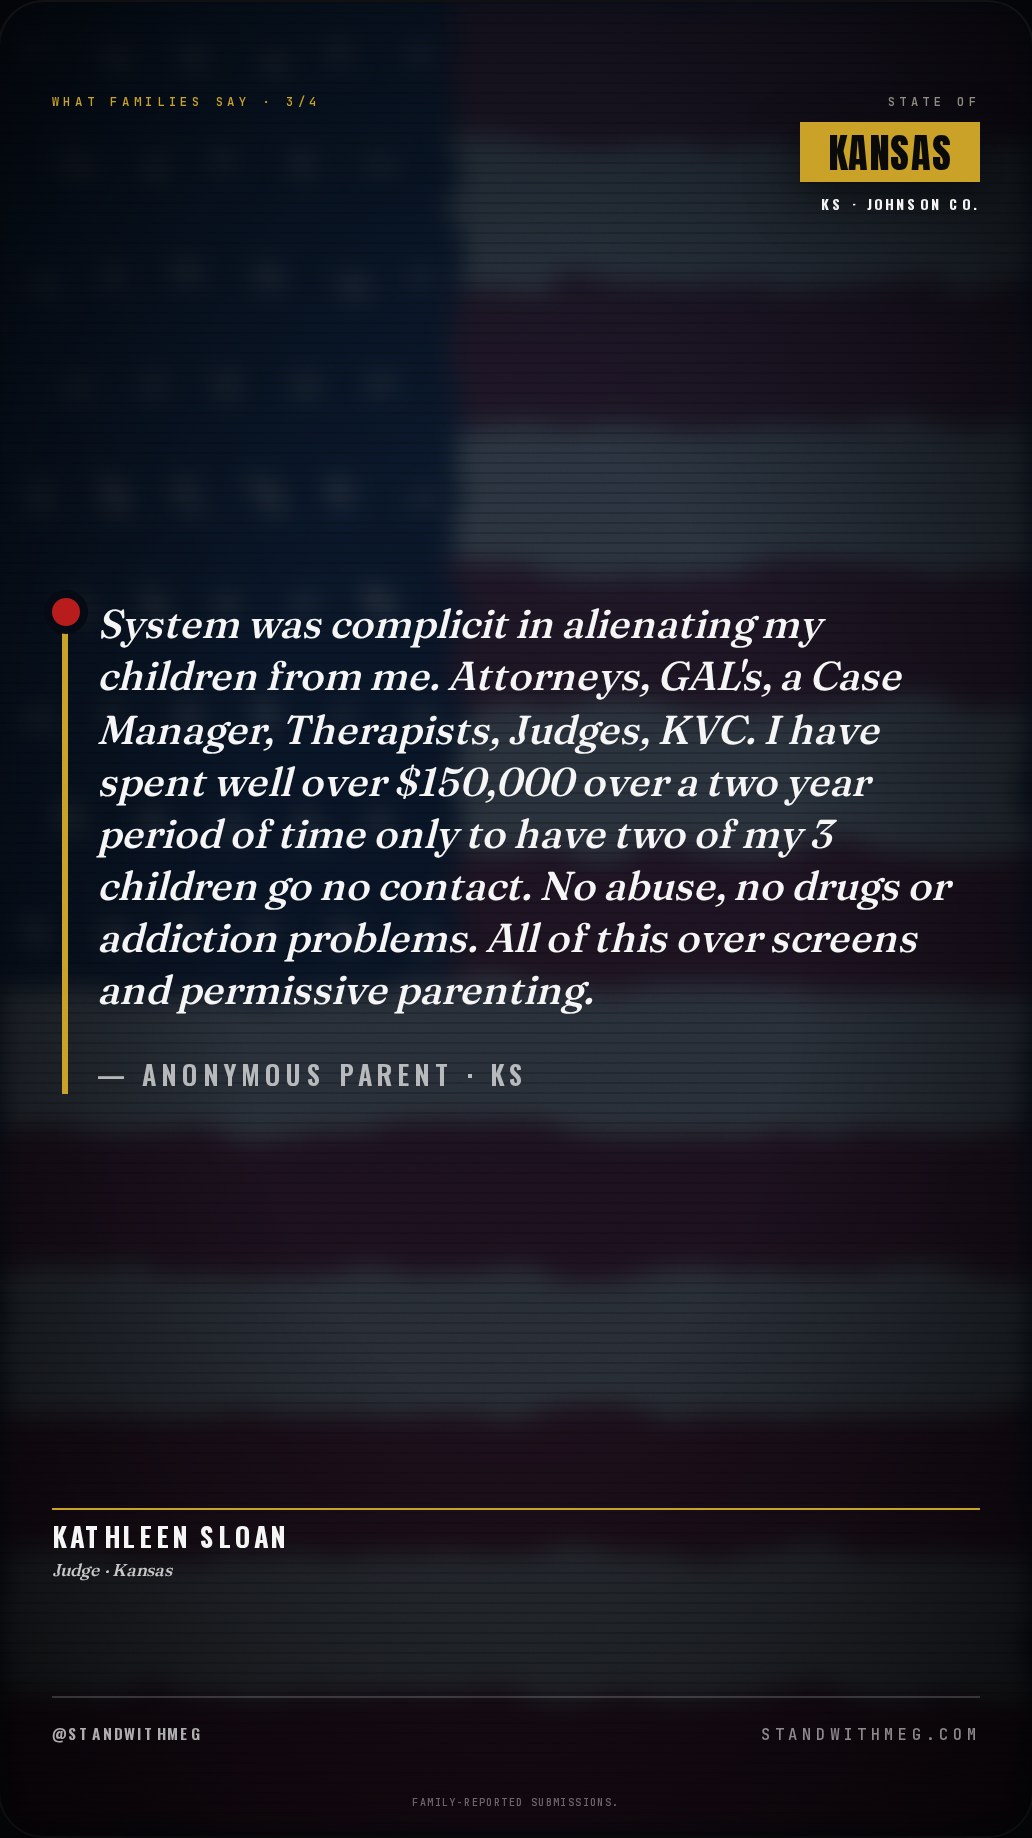 WHAT FAMILIES SAY · 3/4
STATE OF
KANSAS
KS · JOHNSON CO.
System was complicit in alienating my
children from me. Attorneys, GAL's, a Case
Manager, Therapists, Judges, KVC. I have
spent well over $150,000 over a two year
period of time only to have two of my 3
children go no contact. No abuse, no drugs or
addiction problems. All of this over screens
and permissive parenting.
— ANONYMOUS PARENT · KS
KATHLEEN SLOAN
Judge · Kansas
@STANDWITHMEG
STANDWITHMEG.COM
FAMILY-REPORTED SUBMISSIONS.